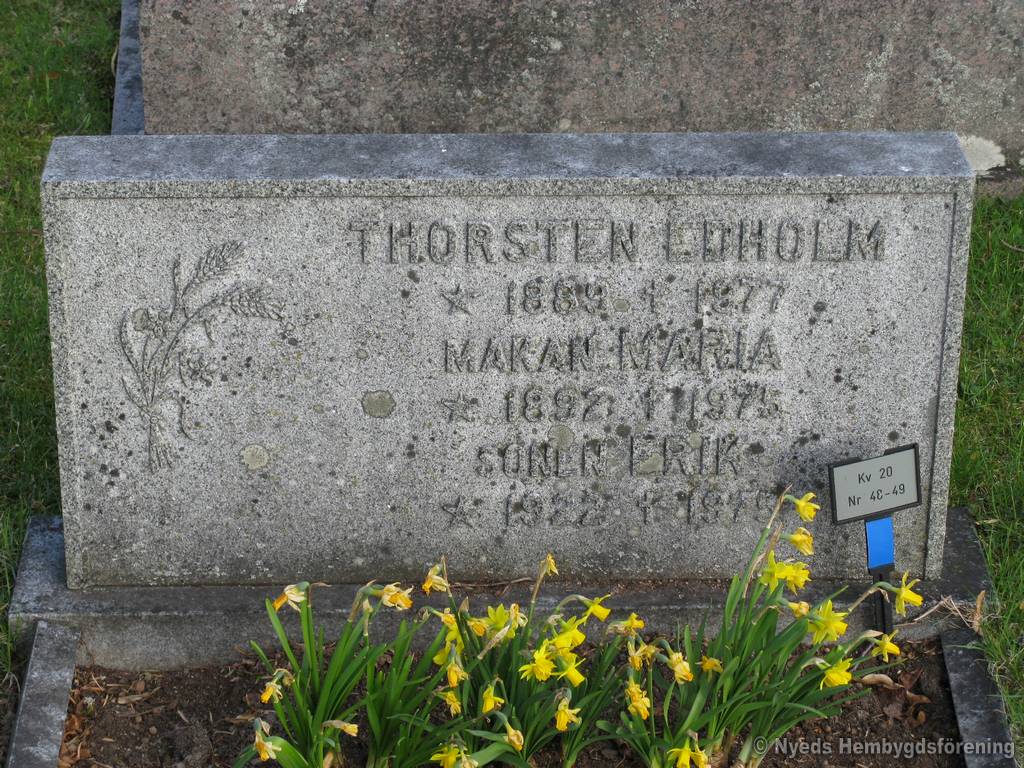 THORSTEN EDHOLM
* 1889 † 1977
MAKAN MARIA
* 1892 † 1975
SONEN ERIK
* 1922 †
Kv 20
Nr 48-49
© Nyeds Hembygdsförening